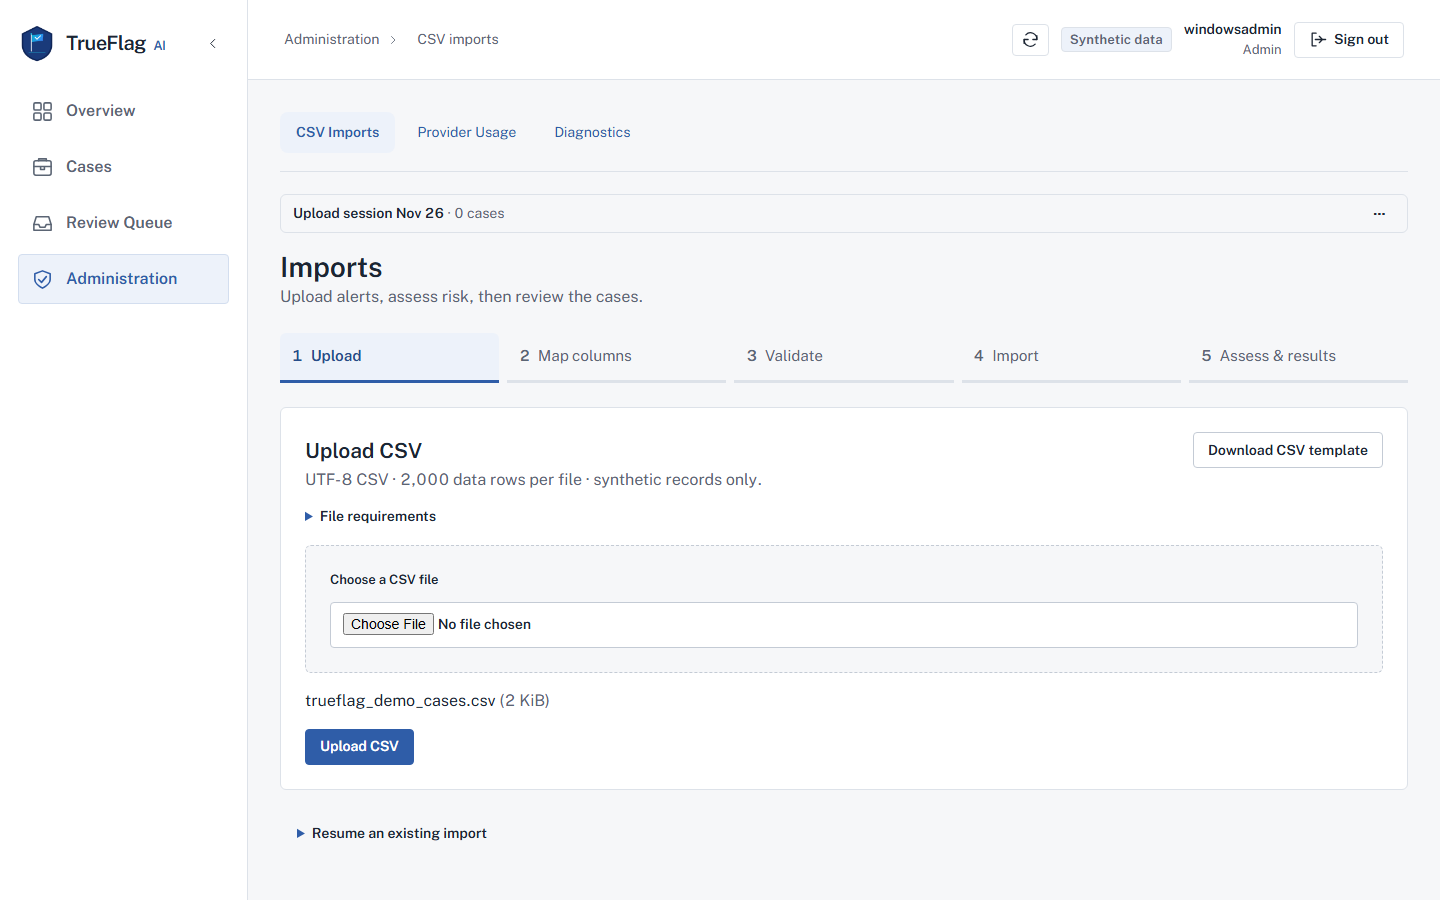 TrueFlag AI
Overview
Cases
Review Queue
Administration
Administration > CSV imports
Synthetic data
windowsadmin
Admin
Sign out
CSV Imports
Provider Usage
Diagnostics
Upload session Nov 26 · 0 cases
...
Imports
Upload alerts, assess risk, then review the cases.
1 Upload
2 Map columns
3 Validate
4 Import
5 Assess & results
Upload CSV
Download CSV template
UTF-8 CSV · 2,000 data rows per file · synthetic records only.
File requirements
Choose a CSV file
Choose File No file chosen
trueflag_demo_cases.csv (2 KiB)
Upload CSV
Resume an existing import